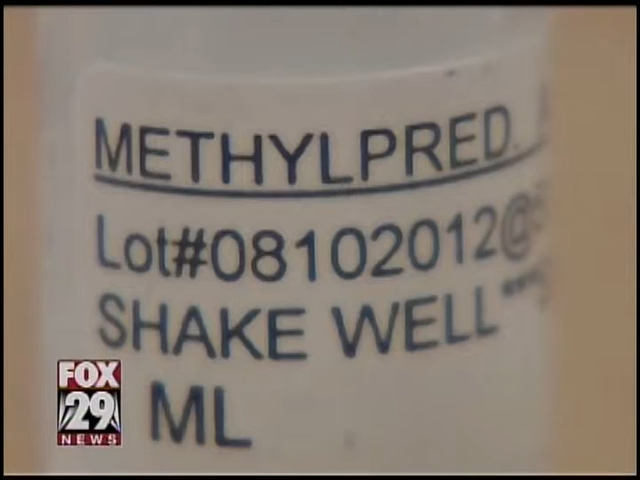 METHYLPRED.
Lot#08102012@
SHAKE WELL
ML
FOX
29
NEWS